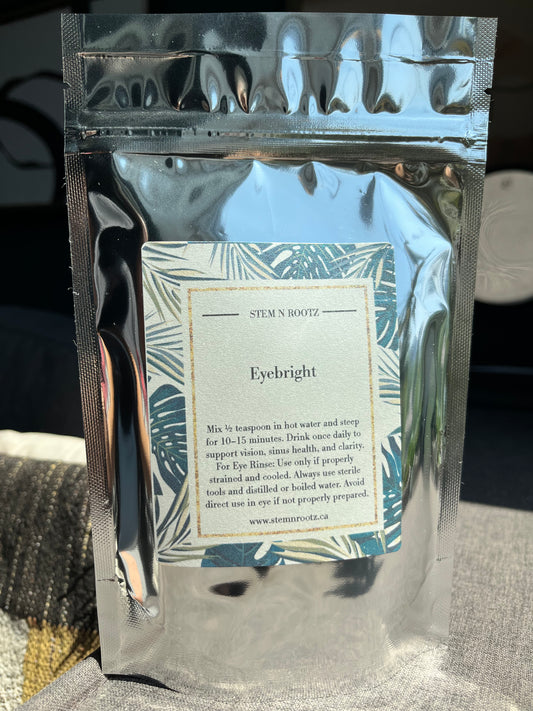 STEM N ROOTZ
Eyebright
Mix ½ teaspoon in hot water and steep
for 10–15 minutes. Drink once daily to
support vision, sinus health, and clarity.
For Eye Rinse: Use only if properly
strained and cooled. Always use sterile
tools and distilled or boiled water. Avoid
direct use in eye if not properly prepared.
www.stemnrootz.ca